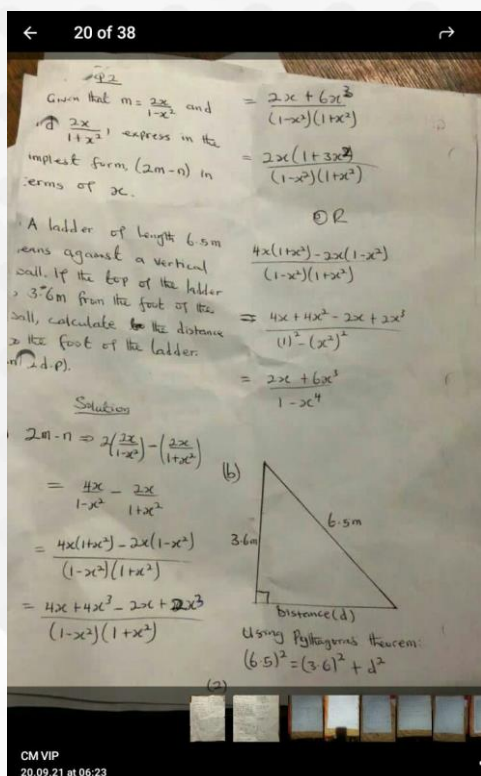 20 of 38
Q2
Given that m = 2x/1-x² and
2x/1+x², express in the
implest form, (2m-n) in
erms of x.
A ladder of length 6.5m
eans against a vertical
wall. If the top of the ladder
3.6m from the foot of the
wall, calculate the distance
the foot of the ladder.
2 d.p).
Solution
2m-n ⇒ 2(2x/1-x²) - (2x/1+x²)
= 4x/1-x² - 2x/1+x²
= 4x(1+x²) - 2x(1-x²)/(1-x²)(1+x²)
= 4x + 4x³ - 2x + 2x³/(1-x²)(1+x²)
= 2x + 6x³/(1-x²)(1+x²)
= 2x(1+3x²)/(1-x²)(1+x²)
OR
4x(1+x²) - 2x(1-x²)/(1-x²)(1+x²)
= 4x + 4x² - 2x + 2x³/(1)² - (x²)²
= 2x + 6x³/1 - x⁴
(b)
3.6m
6.5m
Distance(d)
Using Pythagoras theorem:
(6.5)² = (3.6)² + d²
(2)
CM VIP
20.09.21 at 06:23